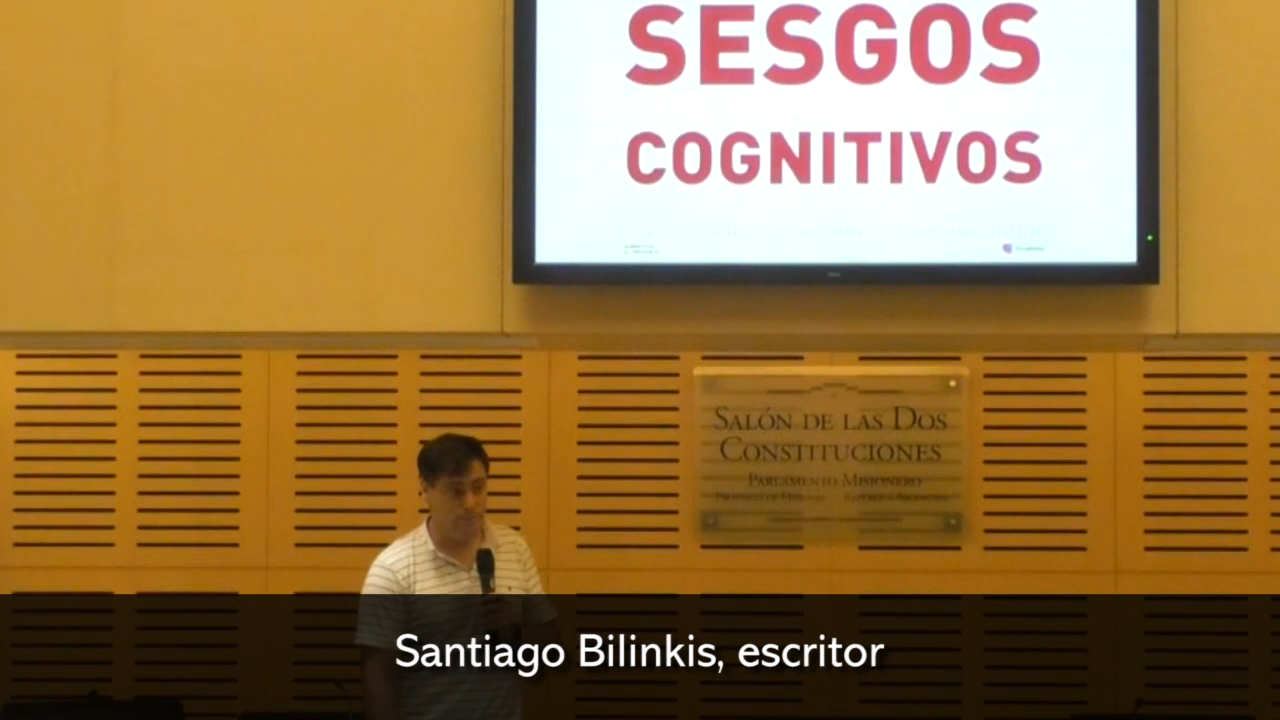 SESGOS
COGNITIVOS
SALÓN DE LAS DOS
CONSTITUCIONES
PARLAMENTO MISIONERO
Santiago Bilinkis, escritor